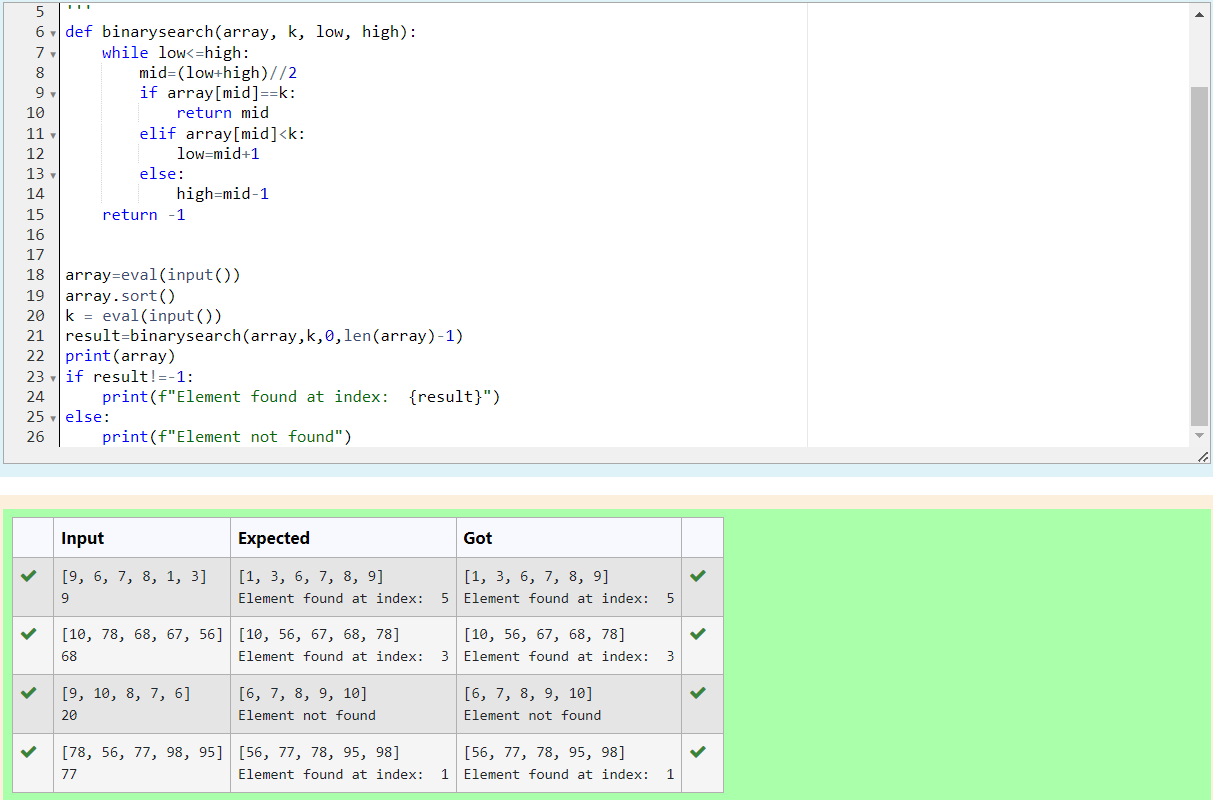 5 '''
6 def binarysearch(array, k, low, high):
7     while low<=high:
8         mid=(low+high)//2
9         if array[mid]==k:
10             return mid
11         elif array[mid]<k:
12             low=mid+1
13         else:
14             high=mid-1
15     return -1
16
17
18 array=eval(input())
19 array.sort()
20 k = eval(input())
21 result=binarysearch(array,k,0,len(array)-1)
22 print(array)
23 if result!=-1:
24     print(f"Element found at index:  {result}")
25 else:
26     print(f"Element not found")
Input Expected Got
[9, 6, 7, 8, 1, 3] [1, 3, 6, 7, 8, 9] [1, 3, 6, 7, 8, 9]
9 Element found at index:  5 Element found at index:  5
[10, 78, 68, 67, 56] [10, 56, 67, 68, 78] [10, 56, 67, 68, 78]
68 Element found at index:  3 Element found at index:  3
[9, 10, 8, 7, 6] [6, 7, 8, 9, 10] [6, 7, 8, 9, 10]
20 Element not found Element not found
[78, 56, 77, 98, 95] [56, 77, 78, 95, 98] [56, 77, 78, 95, 98]
77 Element found at index:  1 Element found at index:  1